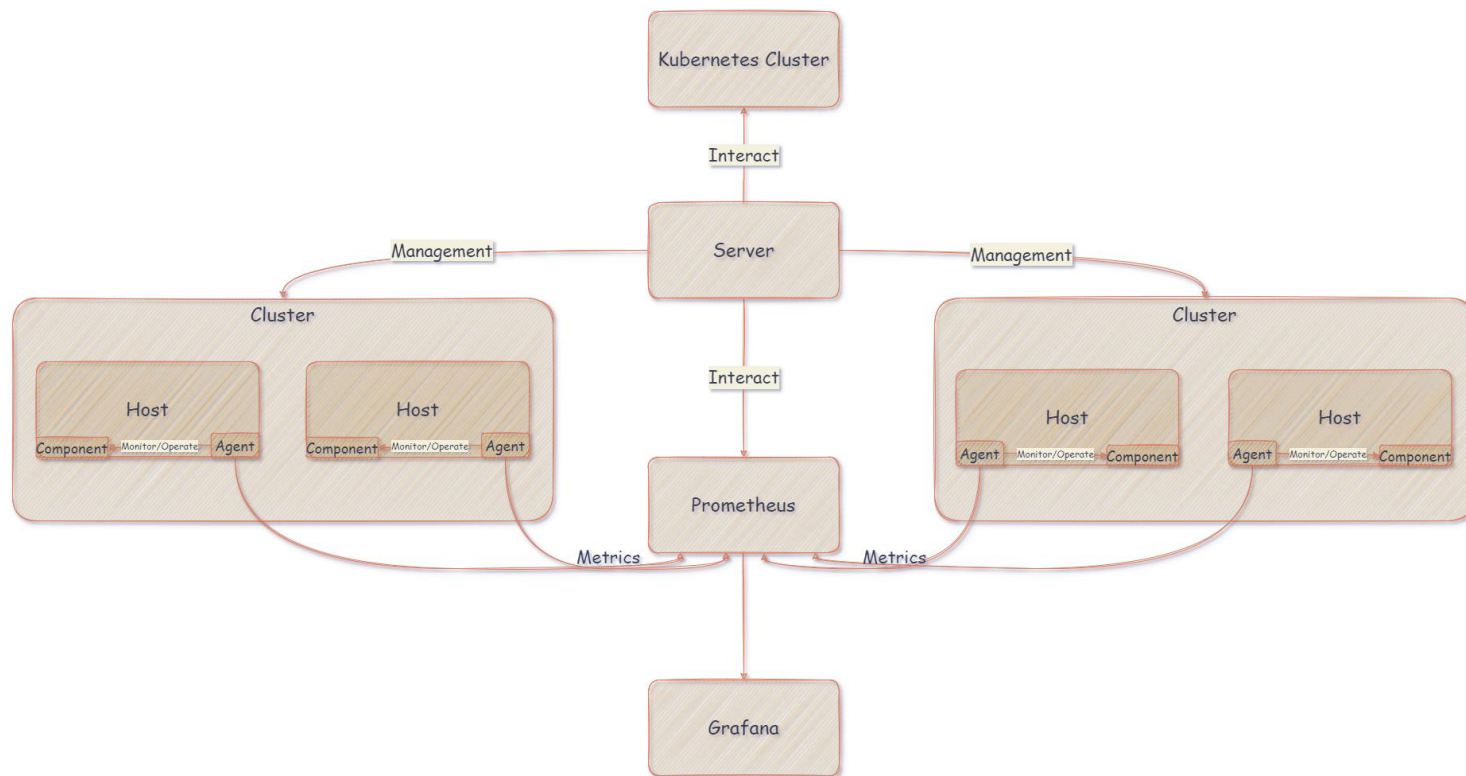 Kubernetes Cluster
Interact
Server
Management
Management
Cluster
Cluster
Interact
Host
Host
Host
Host
Component
Monitor/Operate
Agent
Component
Monitor/Operate
Agent
Agent
Monitor/Operate
Component
Agent
Monitor/Operate
Component
Prometheus
Metrics
Metrics
Grafana